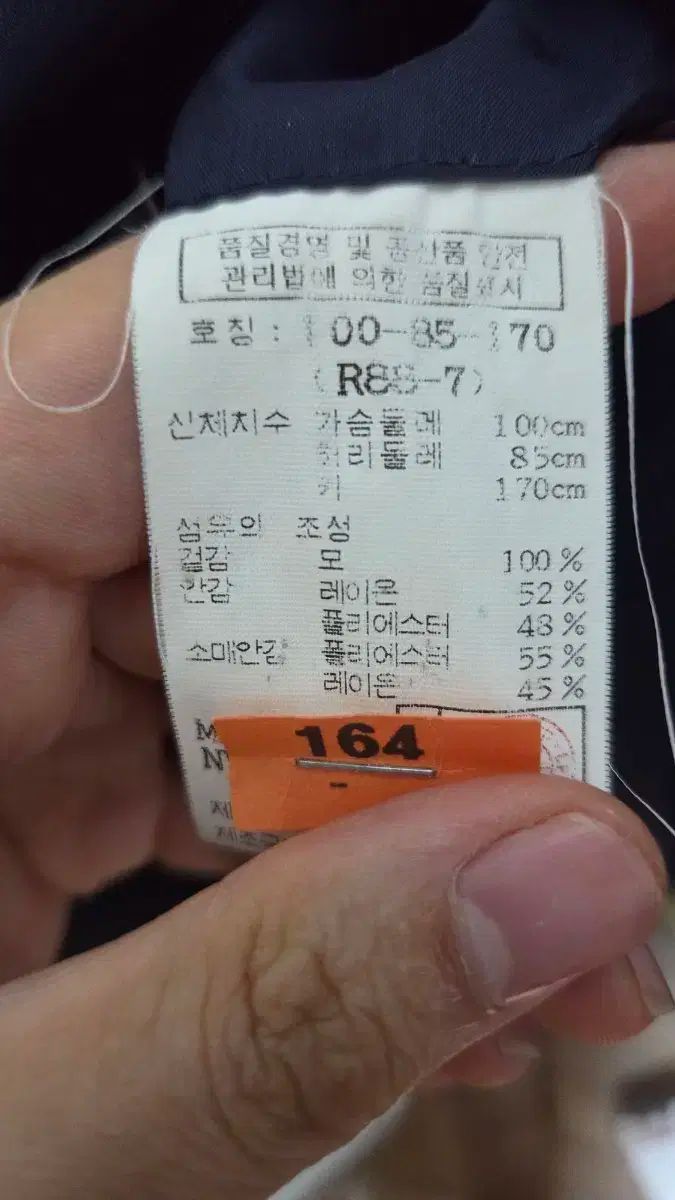 품질경영 및 공산품 안전
관리법에 의한 품질표시
호칭 : 100-85-170
(R88-7)
신체치수 가슴둘레 100cm
허리둘레 85cm
키 170cm
섬유의 조성
겉감 모 100%
안감 레이온 52%
폴리에스터 48%
소매안감 폴리에스터 55%
레이온 45%
164
-